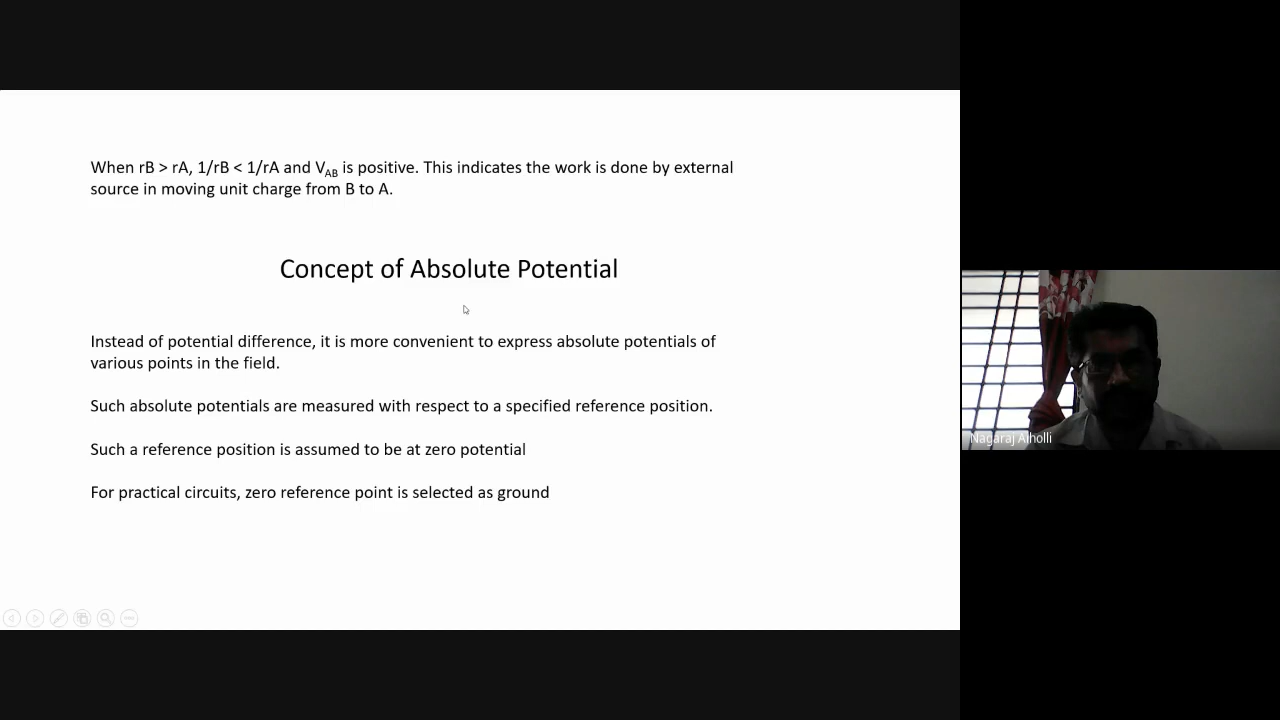 When rB > rA, 1/rB < 1/rA and VAB is positive. This indicates the work is done by external
source in moving unit charge from B to A.
Concept of Absolute Potential
Instead of potential difference, it is more convenient to express absolute potentials of
various points in the field.
Such absolute potentials are measured with respect to a specified reference position.
Such a reference position is assumed to be at zero potential
For practical circuits, zero reference point is selected as ground
Nagaraj Alholli